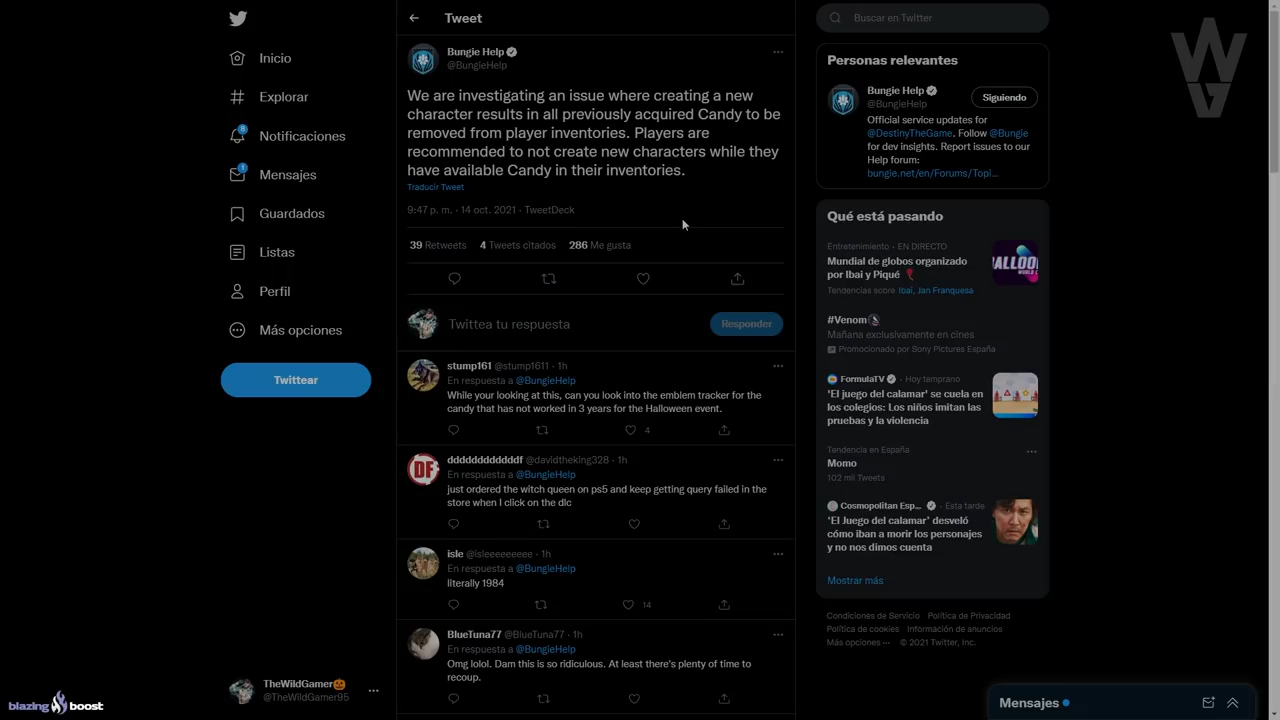 Inicio
Explorar
8
Notificaciones
1
Mensajes
Guardados
Listas
Perfil
Más opciones
Twittear
TheWildGamer🎃
@TheWildGamer95
blazing boost
Tweet
Bungie Help
@BungieHelp
We are investigating an issue where creating a new
character results in all previously acquired Candy to be
removed from player inventories. Players are
recommended to not create new characters while they
have available Candy in their inventories.
Traducir Tweet
9:47 p. m. · 14 oct. 2021 · TweetDeck
39 Retweets 4 Tweets citados 286 Me gusta
Twittea tu respuesta
Responder
stump161 @stump1611 · 1h
En respuesta a @BungieHelp
While your looking at this, can you look into the emblem tracker for the
candy that has not worked in 3 years for the Halloween event.
4
ddddddddddddf @davidtheking328 · 1h
En respuesta a @BungieHelp
just ordered the witch queen on ps5 and keep getting query failed in the
store when I click on the dlc
DF
isle @isleeeeeeeee · 1h
En respuesta a @BungieHelp
literally 1984
14
BlueTuna77 @BlueTuna77 · 1h
En respuesta a @BungieHelp
Omg lolol. Dam this is so ridiculous. At least there's plenty of time to
recoup.
Buscar en Twitter
Personas relevantes
Bungie Help
@BungieHelp
Siguiendo
Official service updates for
@DestinyTheGame. Follow @Bungie
for dev insights. Report issues to our
Help forum:
bungie.net/en/Forums/Topi...
Qué está pasando
Entretenimiento · EN DIRECTO
Mundial de globos organizado
por Ibai y Piqué 🎈
Tendencias score Ibai, Jan Franquesa
#Venom
Mañana exclusivamente en cines
Promocionado por Sony Pictures España
FormulaTV · Hoy temprano
'El juego del calamar' se cuela en
los colegios: Los niños imitan las
pruebas y la violencia
Tendencia en España
Momo
102 mil Tweets
Cosmopolitan Esp... · Esta tarde
'El Juego del calamar' desveló
cómo iban a morir los personajes
y no nos dimos cuenta
Mostrar más
Condiciones de Servicio Política de Privacidad
Política de cookies Información de anuncios
Más opciones ··· © 2021 Twitter, Inc.
Mensajes